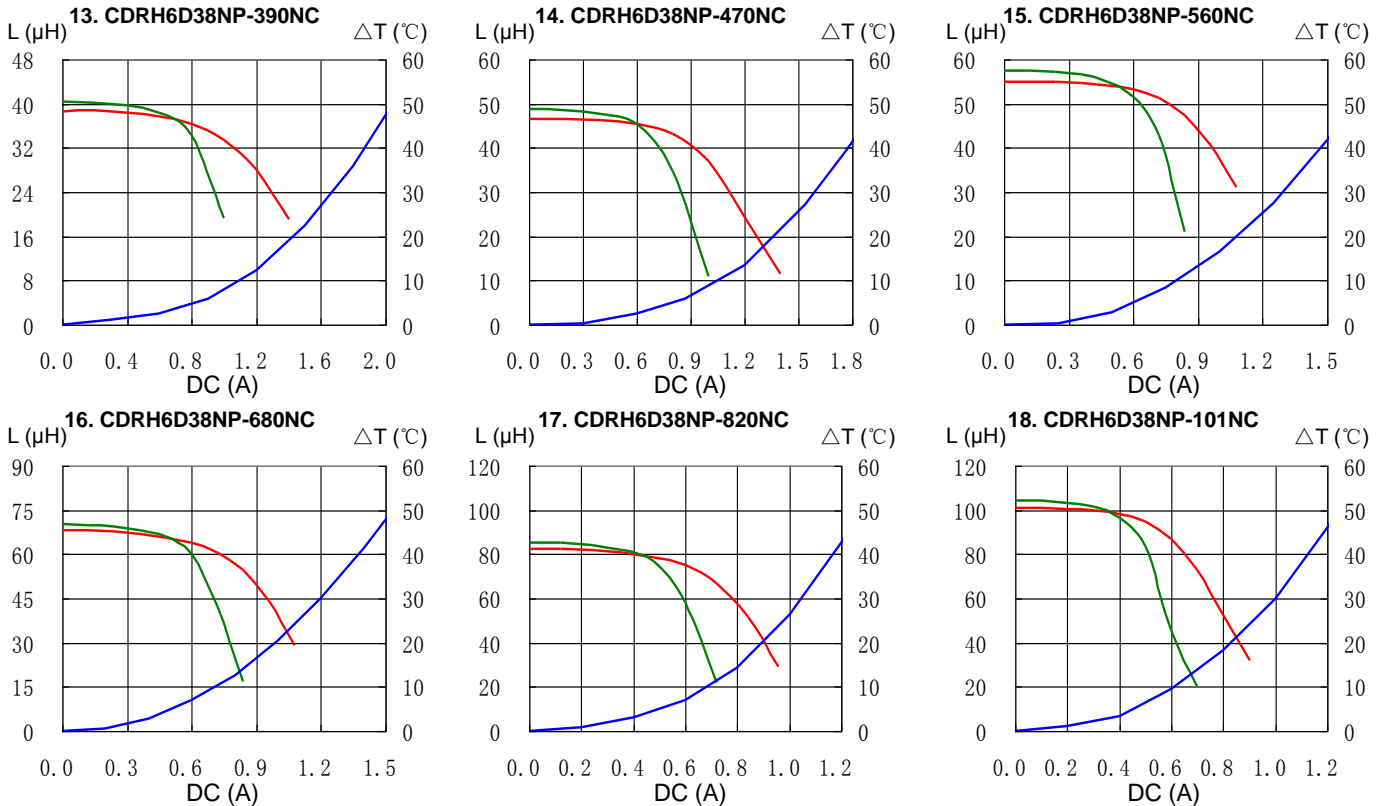 13. CDRH6D38NP-390NC
L (μH) △T (℃)
48 60
40 50
32 40
24 30
16 20
8 10
0 0
0.0 0.4 0.8 1.2 1.6 2.0
DC (A)
14. CDRH6D38NP-470NC
L (μH) △T (℃)
60 60
50 50
40 40
30 30
20 20
10 10
0 0
0.0 0.3 0.6 0.9 1.2 1.5 1.8
DC (A)
15. CDRH6D38NP-560NC
L (μH) △T (℃)
60 60
50 50
40 40
30 30
20 20
10 10
0 0
0.0 0.3 0.6 0.9 1.2 1.5
DC (A)
16. CDRH6D38NP-680NC
L (μH) △T (℃)
90 60
75 50
60 40
45 30
30 20
15 10
0 0
0.0 0.3 0.6 0.9 1.2 1.5
DC (A)
17. CDRH6D38NP-820NC
L (μH) △T (℃)
120 60
100 50
80 40
60 30
40 20
20 10
0 0
0.0 0.2 0.4 0.6 0.8 1.0 1.2
DC (A)
18. CDRH6D38NP-101NC
L (μH) △T (℃)
120 60
100 50
80 40
60 30
40 20
20 10
0 0
0.0 0.2 0.4 0.6 0.8 1.0 1.2
DC (A)